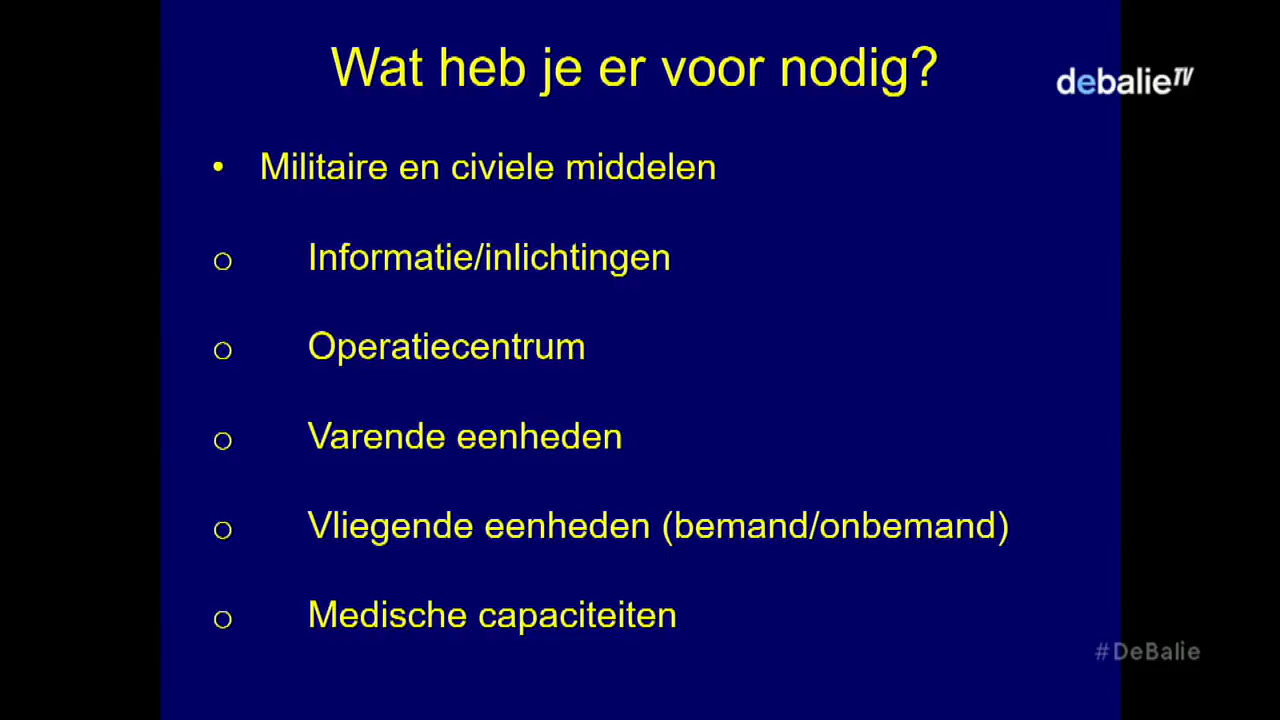 Wat heb je er voor nodig?
debalieTV
• Militaire en civiele middelen
o Informatie/inlichtingen
o Operatiecentrum
o Varende eenheden
o Vliegende eenheden (bemand/onbemand)
o Medische capaciteiten
#DeBalie